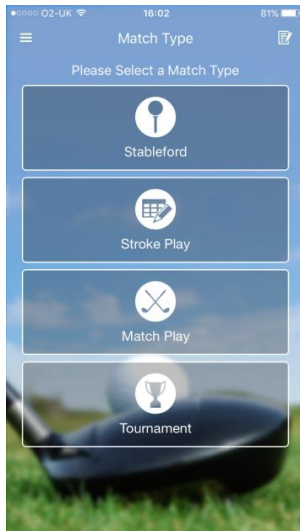 O2-UK 16:02 81%
Match Type
Please Select a Match Type
Stableford
Stroke Play
Match Play
Tournament